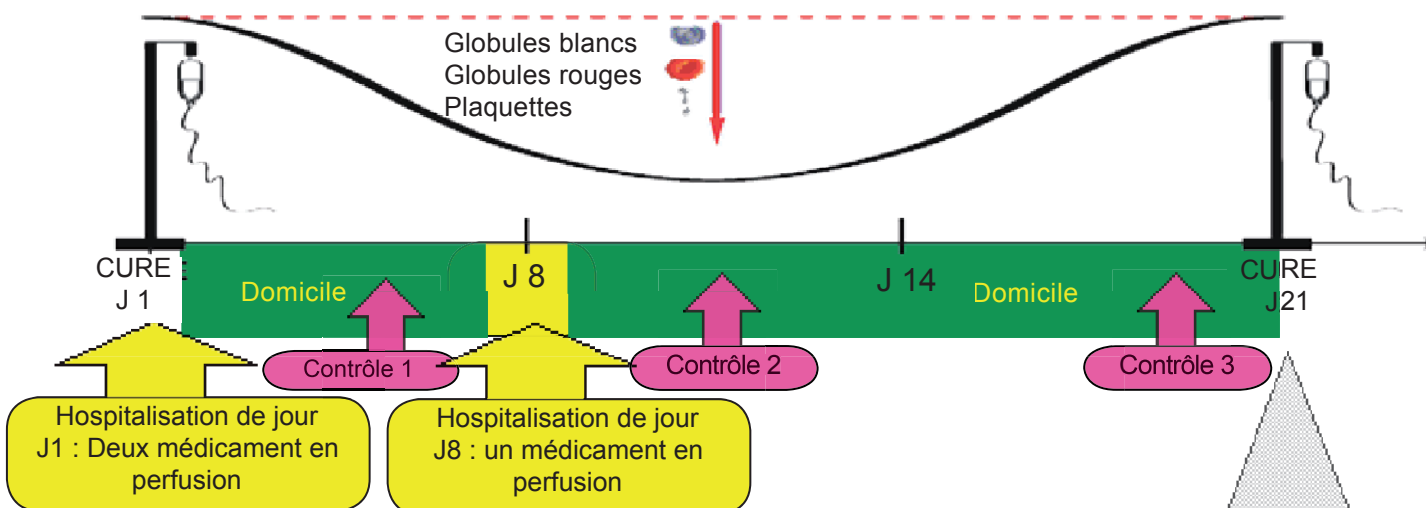 Globules blancs
Globules rouges
Plaquettes
CURE
J 1
Domicile
J 8
J 14
Domicile
CURE
J21
Contrôle 1
Contrôle 2
Contrôle 3
Hospitalisation de jour
J1 : Deux médicament en
perfusion
Hospitalisation de jour
J8 : un médicament en
perfusion